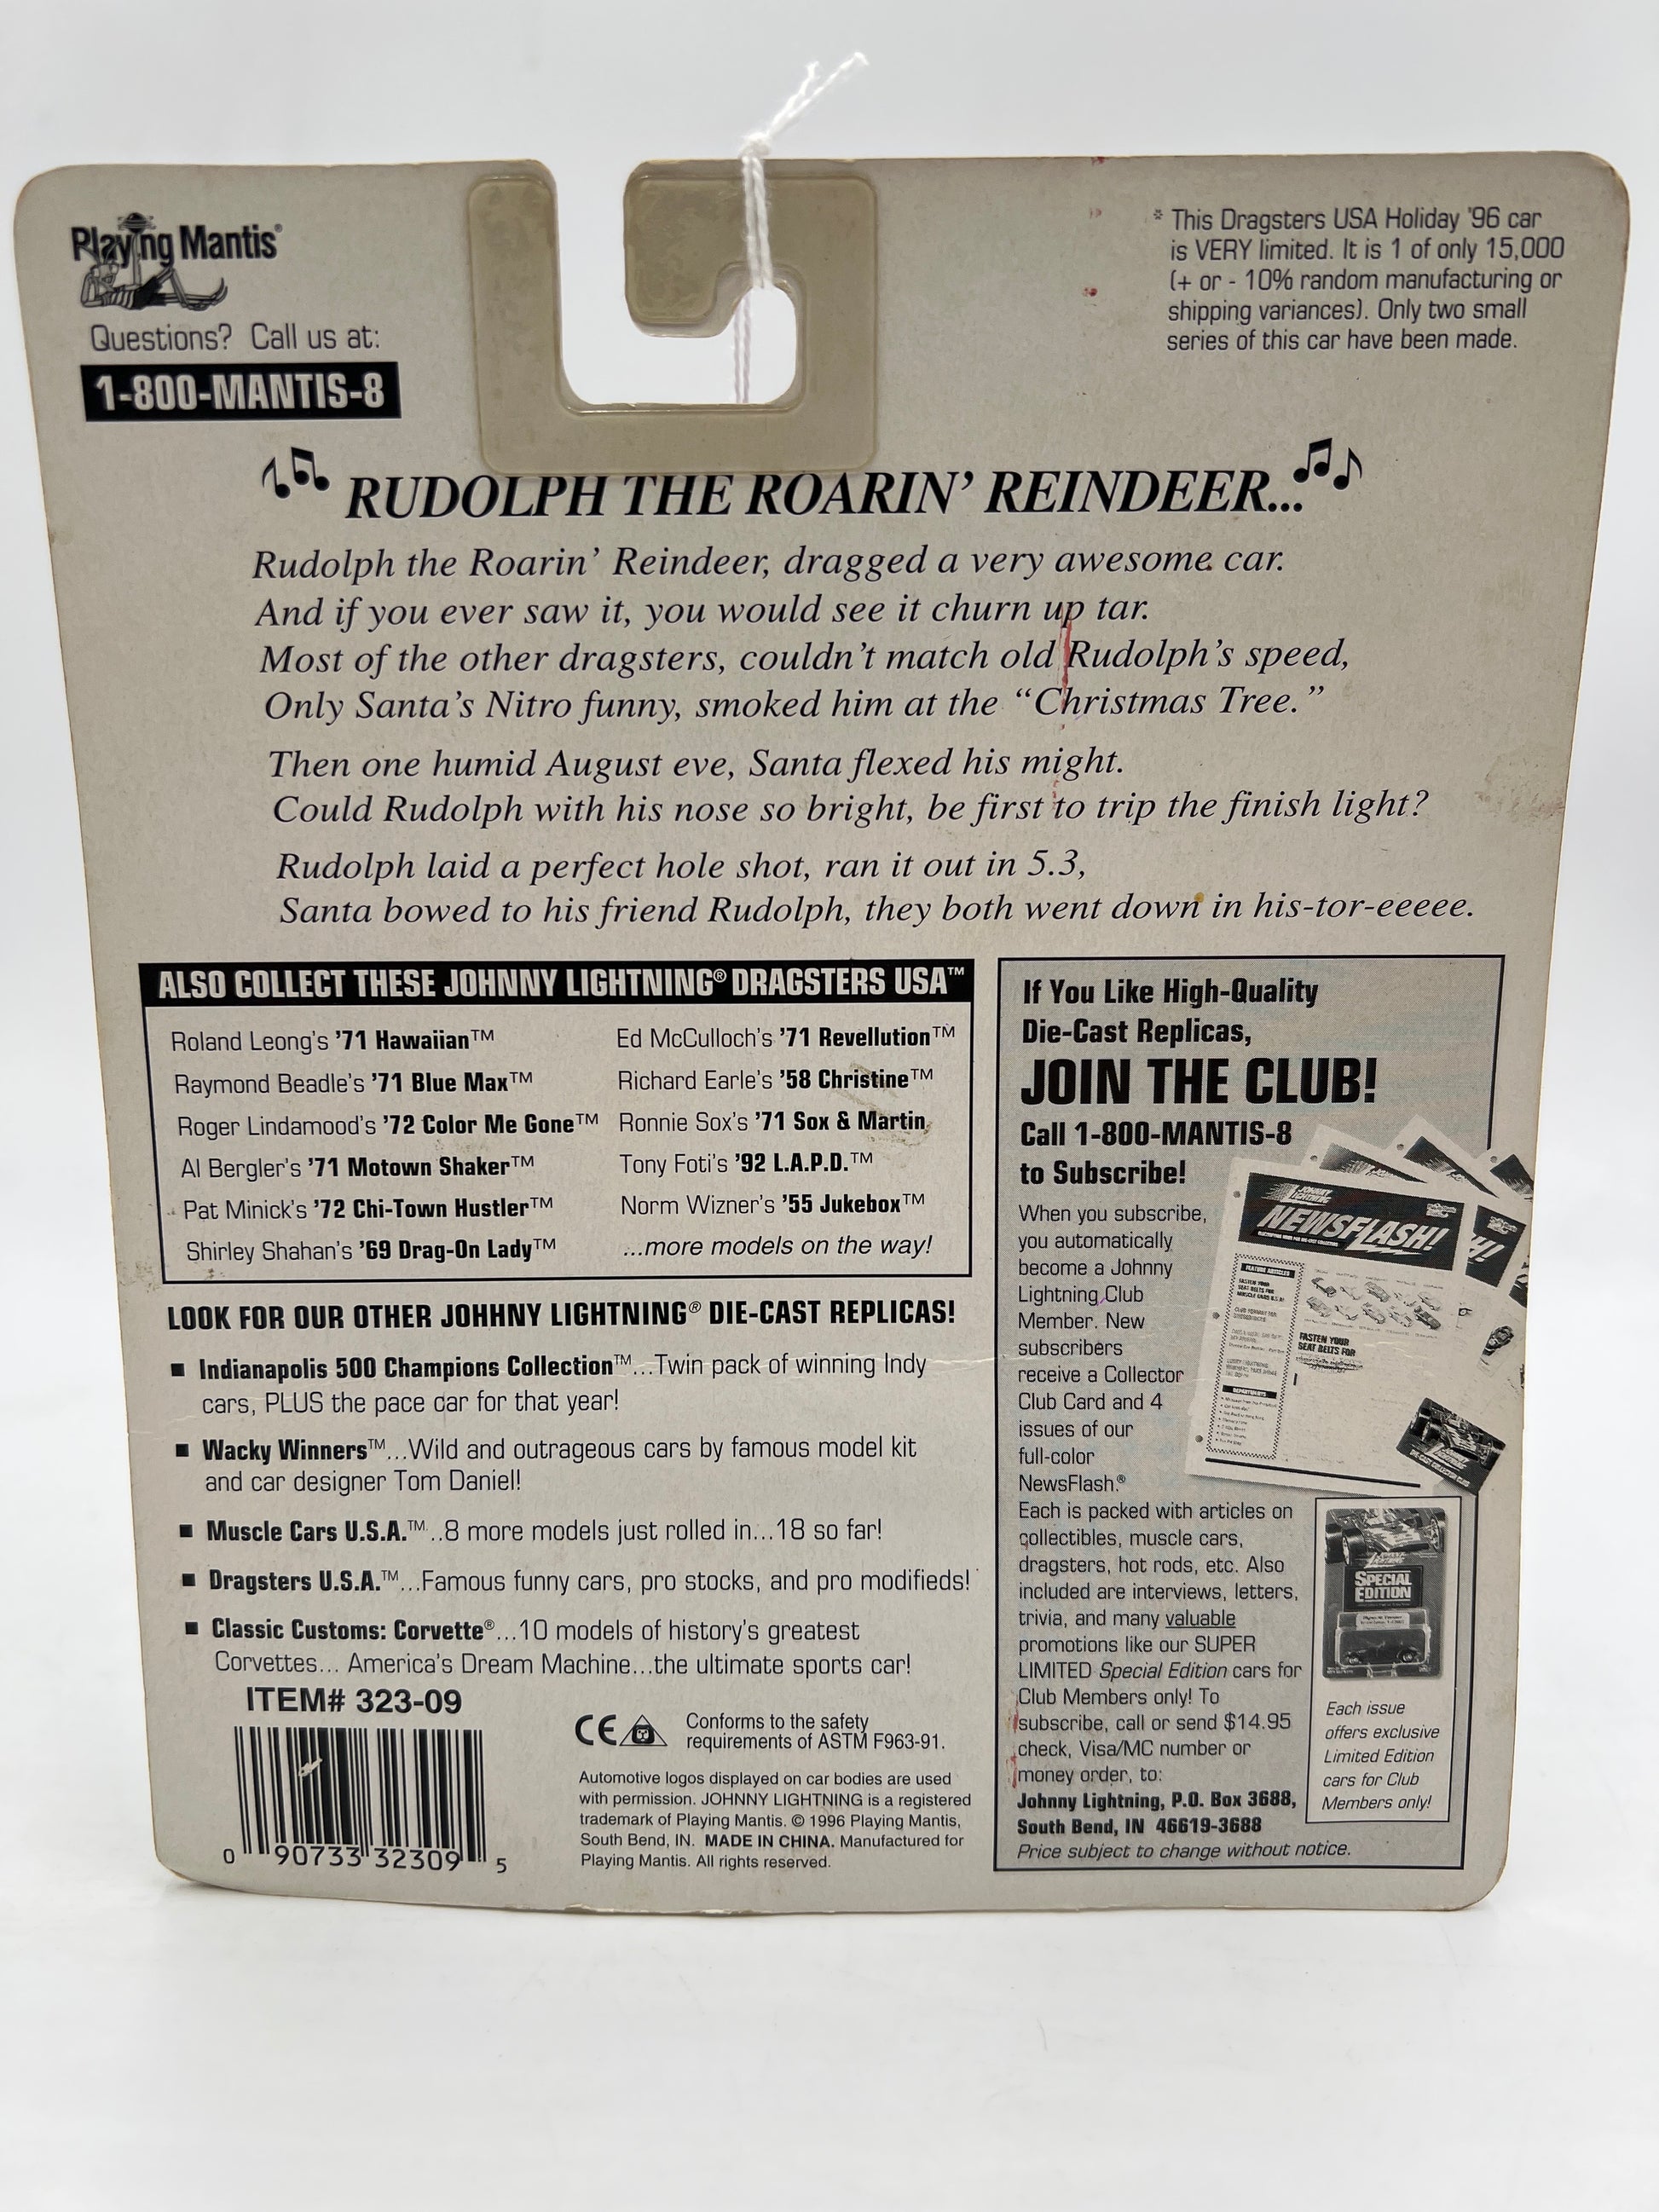 Playing Mantis®
Questions? Call us at:
1-800-MANTIS-8
* This Dragsters USA Holiday '96 car
is VERY limited. It is 1 of only 15,000
(+ or - 10% random manufacturing or
shipping variances). Only two small
series of this car have been made.
RUDOLPH THE ROARIN' REINDEER...
Rudolph the Roarin' Reindeer, dragged a very awesome car.
And if you ever saw it, you would see it churn up tar.
Most of the other dragsters, couldn't match old Rudolph's speed,
Only Santa's Nitro funny, smoked him at the "Christmas Tree."
Then one humid August eve, Santa flexed his might.
Could Rudolph with his nose so bright, be first to trip the finish light?
Rudolph laid a perfect hole shot, ran it out in 5.3,
Santa bowed to his friend Rudolph, they both went down in his-tor-eeeee.
ALSO COLLECT THESE JOHNNY LIGHTNING® DRAGSTERS USA™
Roland Leong's '71 Hawaiian™
Raymond Beadle's '71 Blue Max™
Roger Lindamood's '72 Color Me Gone™
Al Bergler's '71 Motown Shaker™
Pat Minick's '72 Chi-Town Hustler™
Shirley Shahan's '69 Drag-On Lady™
Ed McCulloch's '71 Revellution™
Richard Earle's '58 Christine™
Ronnie Sox's '71 Sox & Martin
Tony Foti's '92 L.A.P.D.™
Norm Wizner's '55 Jukebox™
...more models on the way!
LOOK FOR OUR OTHER JOHHNY LIGHTNING® DIE-CAST REPLICAS!
■ Indianapolis 500 Champions Collection™...Twin pack of winning Indy
cars, PLUS the pace car for that year!
■ Wacky Winners™...Wild and outrageous cars by famous model kit
and car designer Tom Daniel!
■ Muscle Cars U.S.A.™...8 more models just rolled in...18 so far!
■ Dragsters U.S.A.™...Famous funny cars, pro stocks, and pro modifieds!
■ Classic Customs: Corvette®...10 models of history's greatest
Corvettes... America's Dream Machine...the ultimate sports car!
ITEM# 323-09
0 90733 32309 5
CE
Conforms to the safety
requirements of ASTM F963-91.
Automotive logos displayed on car bodies are used
with permission. JOHNNY LIGHTNING is a registered
trademark of Playing Mantis. © 1996 Playing Mantis,
South Bend, IN. MADE IN CHINA. Manufactured for
Playing Mantis. All rights reserved.
If You Like High-Quality
Die-Cast Replicas,
JOIN THE CLUB!
Call 1-800-MANTIS-8
to Subscribe!
When you subscribe,
you automatically
become a Johnny
Lightning Club
Member. New
subscribers
receive a Collector
Club Card and 4
issues of our
full-color
NewsFlash.®
Each is packed with articles on
collectibles, muscle cars,
dragsters, hot rods, etc. Also
included are interviews, letters,
trivia, and many valuable
promotions like our SUPER
LIMITED Special Edition cars for
Club Members only! To
subscribe, call or send $14.95
check, Visa/MC number or
money order, to:
Johnny Lightning, P.O. Box 3688,
South Bend, IN 46619-3688
Price subject to change without notice.
JOHNNY
LIGHTNING
NEWSFLASH!
H!
FEATURE ARTICLES
FASTEN YOUR
SEAT BELTS FOR
FASTEN YOUR
SEAT BELTS FOR
DEPARTMENTS
SPECIAL
EDITION
Each issue
offers exclusive
Limited Edition
cars for Club
Members only!